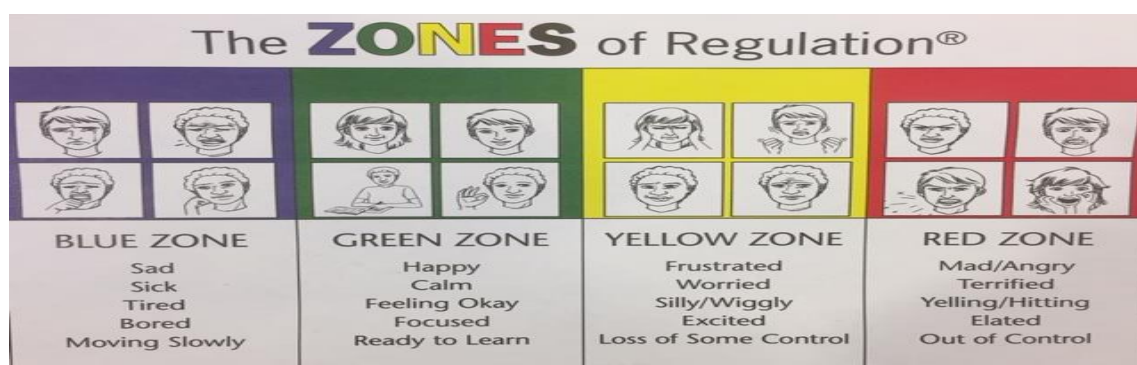 The ZONES of Regulation®
BLUE ZONE
Sad
Sick
Tired
Bored
Moving Slowly
GREEN ZONE
Happy
Calm
Feeling Okay
Focused
Ready to Learn
YELLOW ZONE
Frustrated
Worried
Silly/Wiggly
Excited
Loss of Some Control
RED ZONE
Mad/Angry
Terrified
Yelling/Hitting
Elated
Out of Control